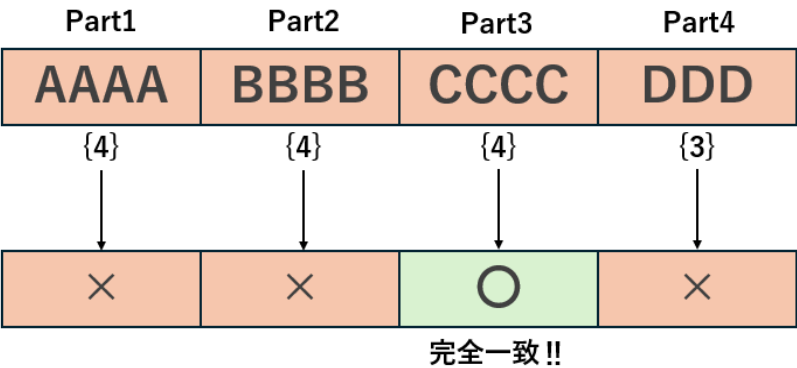 Part1 Part2 Part3 Part4
AAAA BBBB CCCC DDD
{4} {4} {4} {3}
× × ○ ×
完全一致!!